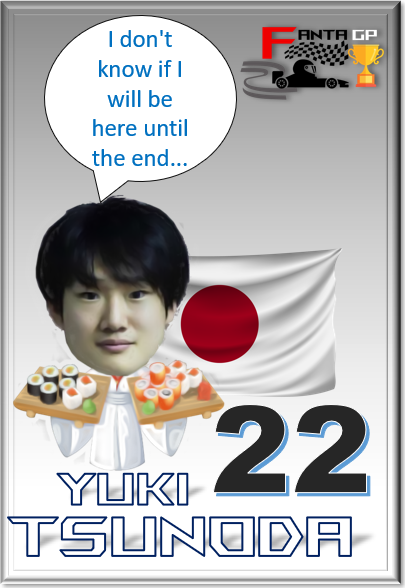 I don't
know if I
will be
here until
the end...
FANTA GP
22
YUKI
TSUNODA